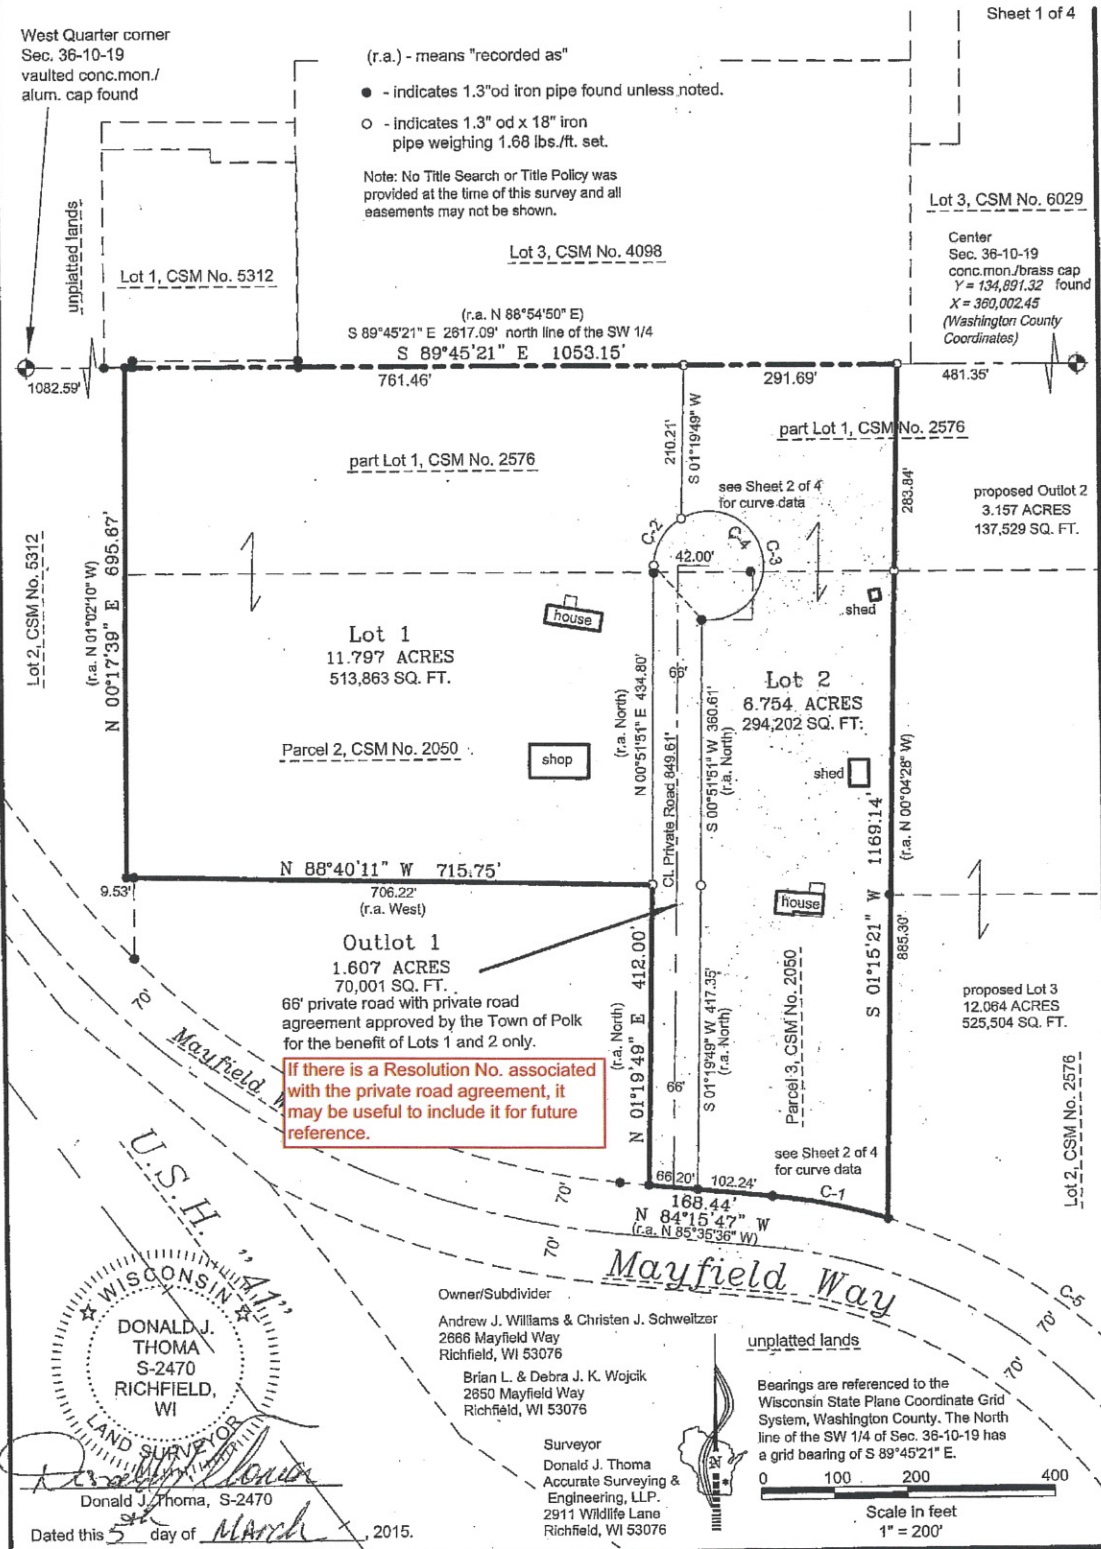 Sheet 1 of 4
West Quarter corner
Sec. 36-10-19
vaulted conc.mon./
alum. cap found
(r.a.) - means "recorded as"
● - indicates 1.3"od iron pipe found unless noted.
○ - indicates 1.3" od x 18" iron
pipe weighing 1.68 lbs./ft. set.
Note: No Title Search or Title Policy was
provided at the time of this survey and all
easements may not be shown.
unplatted lands
Lot 1, CSM No. 5312
Lot 3, CSM No. 4098
Lot 3, CSM No. 6029
Center
Sec. 36-10-19
conc.mon./brass cap
Y = 134,891.32 found
X = 360,002.45
(Washington County
Coordinates)
(r.a. N 88°54'50" E)
S 89°45'21" E 2617.09' north line of the SW 1/4
S 89°45'21" E 1053.15'
1082.59'
761.46'
291.69'
481.35'
210.21'
S 01°19'49" W
part Lot 1, CSM No. 2576
part Lot 1, CSM No. 2576
see Sheet 2 of 4
for curve data
283.84'
proposed Outlot 2
3.157 ACRES
137,529 SQ. FT.
C-2
C-4
C-3
42.00'
Lot 2, CSM No. 5312
(r.a. N 01°02'10" W)
N 00°17'39" E 695.67'
house
shed
Lot 1
11.797 ACRES
513,863 SQ. FT.
66'
Lot 2
6.754 ACRES
294,202 SQ. FT.
(r.a. North)
N 00°51'51" E 434.80'
CL Private Road 849.61'
S 00°51'51" W 360.61'
(r.a. North)
Parcel 2, CSM No. 2050
shop
shed
S 01°15'21" W 1169.14'
(r.a. N 00°04'28" W)
N 88°40'11" W 715.75'
9.53'
706.22'
(r.a. West)
house
885.30'
Outlot 1
1.607 ACRES
70,001 SQ. FT.
66' private road with private road
agreement approved by the Town of Polk
for the benefit of Lots 1 and 2 only.
If there is a Resolution No. associated
with the private road agreement, it
may be useful to include it for future
reference.
(r.a. North)
N 01°19'49" E 412.00'
66'
S 01°19'49" W 417.35'
(r.a. North)
Parcel 3, CSM No. 2050
proposed Lot 3
12.064 ACRES
525,504 SQ. FT.
Lot 2, CSM No. 2576
70'
Mayfield
see Sheet 2 of 4
for curve data
66.20'
102.24'
C-1
168.44'
N 84°15'47" W
(r.a. N 85°35'36" W)
70'
70'
Mayfield Way
U.S.H. "41"
C-5
70'
70'
unplatted lands
WISCONSIN
DONALD J.
THOMA
S-2470
RICHFIELD,
WI
LAND SURVEYOR
Owner/Subdivider
Andrew J. Williams & Christen J. Schweitzer
2666 Mayfield Way
Richfield, WI 53076
Brian L. & Debra J. K. Wojcik
2650 Mayfield Way
Richfield, WI 53076
Surveyor
Donald J. Thoma
Accurate Surveying &
Engineering, LLP.
2911 Wildlife Lane
Richfield, WI 53076
N
Bearings are referenced to the
Wisconsin State Plane Coordinate Grid
System, Washington County. The North
line of the SW 1/4 of Sec. 36-10-19 has
a grid bearing of S 89°45'21" E.
0 100 200 400
Scale in feet
1" = 200'
Donald J. Thoma, S-2470
Dated this 5th day of March, 2015.